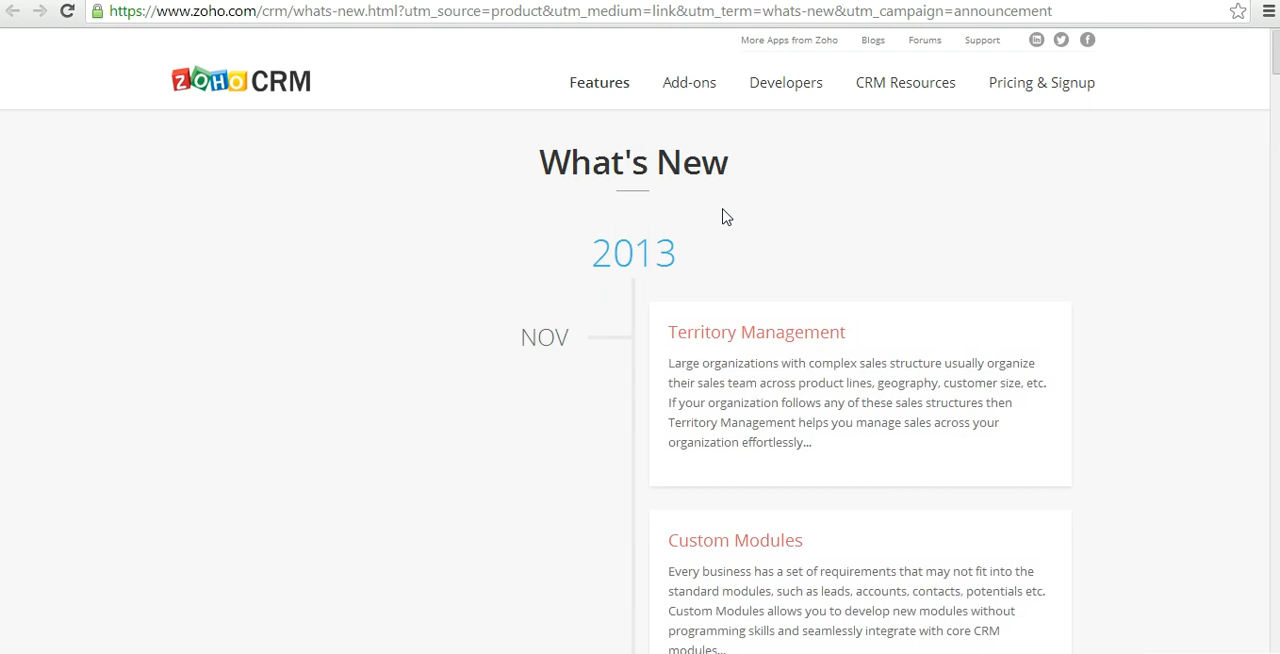 https://www.zoho.com/crm/whats-new.html?utm_source=product&utm_medium=link&utm_term=whats-new&utm_campaign=announcement
More Apps from Zoho Blogs Forums Support
ZOHO CRM
Features Add-ons Developers CRM Resources Pricing & Signup
What's New
2013
NOV
Territory Management
Large organizations with complex sales structure usually organize
their sales team across product lines, geography, customer size, etc.
If your organization follows any of these sales structures then
Territory Management helps you manage sales across your
organization effortlessly...
Custom Modules
Every business has a set of requirements that may not fit into the
standard modules, such as leads, accounts, contacts, potentials etc.
Custom Modules allows you to develop new modules without
programming skills and seamlessly integrate with core CRM
modules...